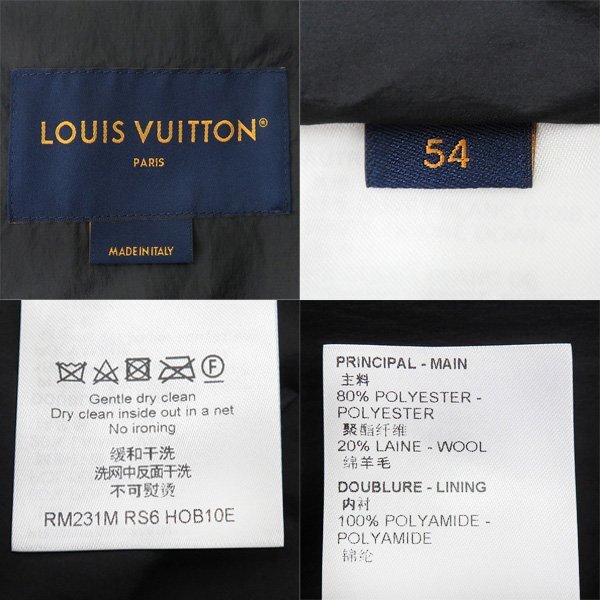 LOUIS VUITTON®
PARIS
MADE IN ITALY
54
F
Gentle dry clean
Dry clean inside out in a net
No ironing
缓和干洗
洗网中反面干洗
不可熨烫
RM231M RS6 HOB10E
PRINCIPAL - MAIN
主料
80% POLYESTER -
POLYESTER
聚酯纤维
20% LAINE - WOOL
绵羊毛
DOUBLURE - LINING
内衬
100% POLYAMIDE -
POLYAMIDE
锦纶